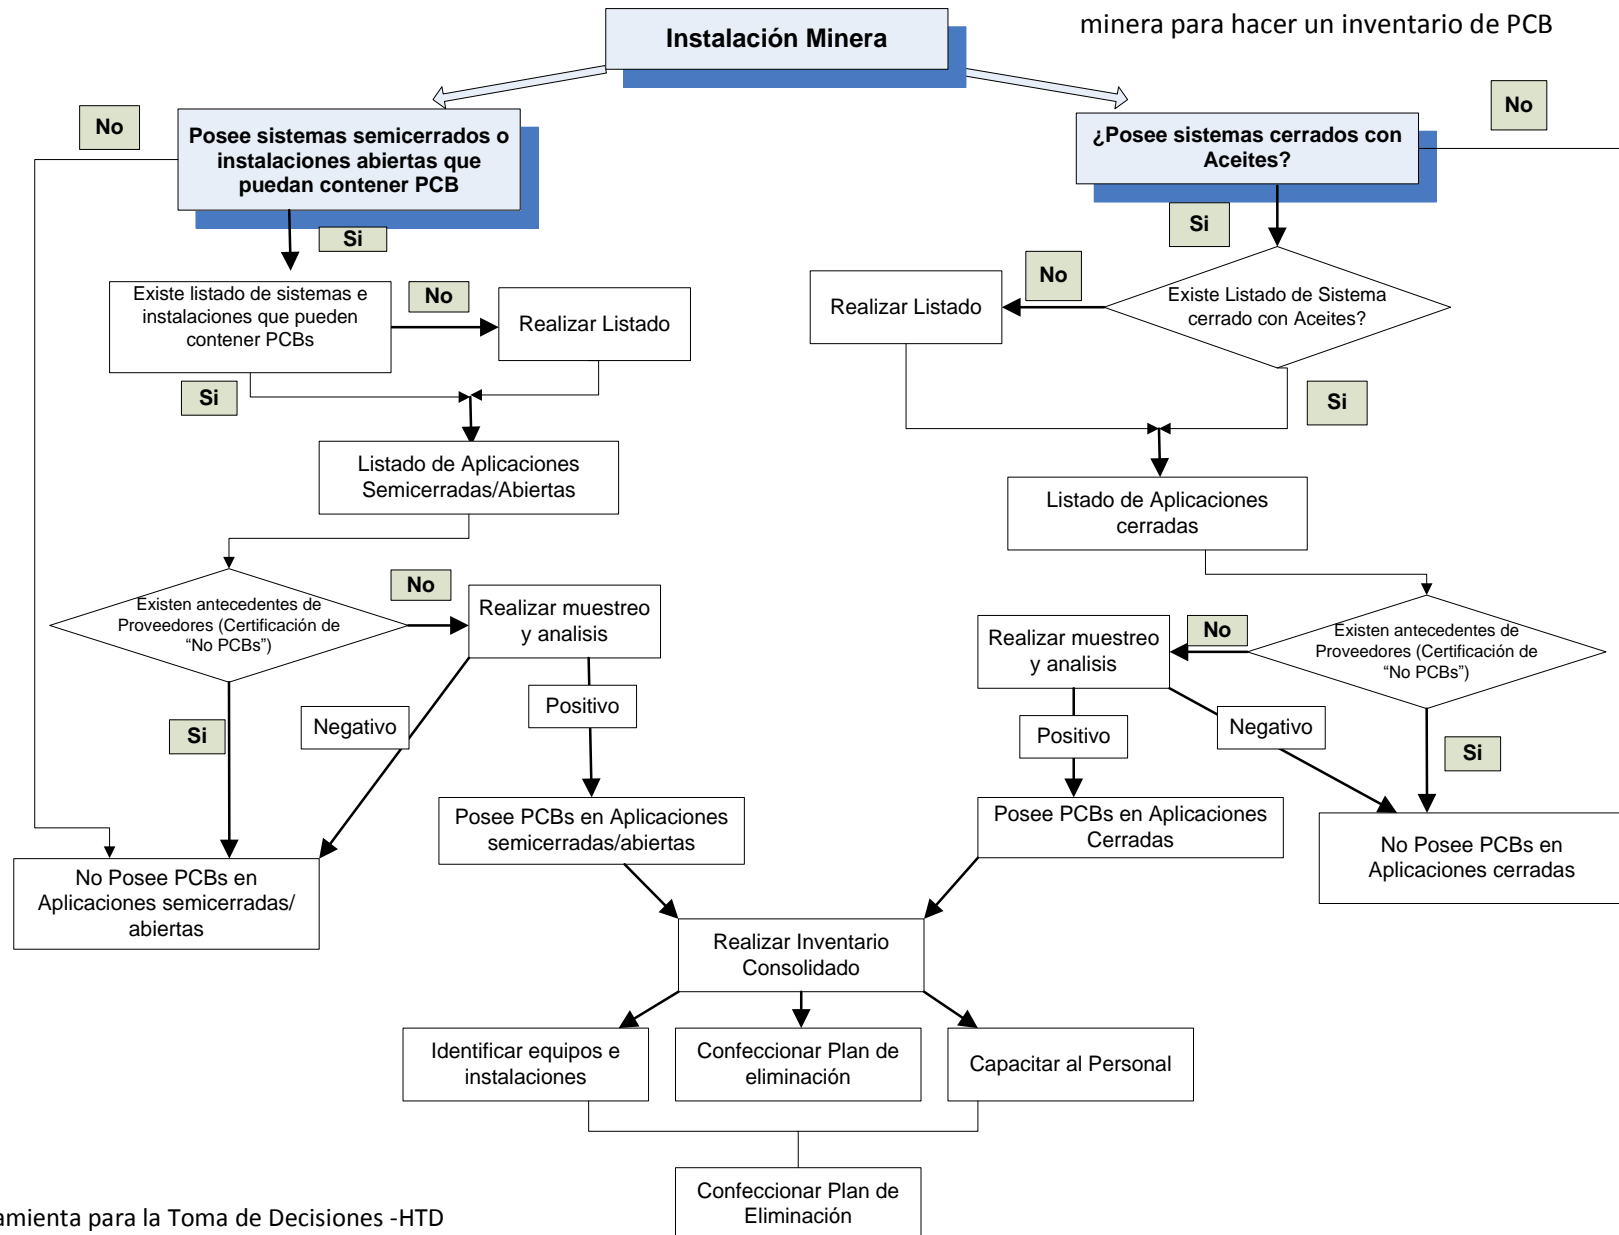 minera para hacer un inventario de PCB
Instalación Minera
No
Posee sistemas semicerrados o
instalaciones abiertas que
puedan contener PCB
¿Posee sistemas cerrados con
Aceites?
No
Si
Si
Existe listado de sistemas e
instalaciones que pueden
contener PCBs
No
Realizar Listado
Realizar Listado
No
Existe Listado de Sistema
cerrado con Aceites?
Si
Si
Listado de Aplicaciones
Semicerradas/Abiertas
Listado de Aplicaciones
cerradas
Existen antecedentes de
Proveedores (Certificación de
“No PCBs”)
No
Realizar muestreo
y analisis
Realizar muestreo
y analisis
No
Existen antecedentes de
Proveedores (Certificación de
“No PCBs”)
Si
Negativo
Positivo
Positivo
Negativo
Si
Posee PCBs en Aplicaciones
semicerradas/abiertas
Posee PCBs en Aplicaciones
Cerradas
No Posee PCBs en
Aplicaciones cerradas
No Posee PCBs en
Aplicaciones semicerradas/
abiertas
Realizar Inventario
Consolidado
Identificar equipos e
instalaciones
Confeccionar Plan de
eliminación
Capacitar al Personal
Confeccionar Plan de
Eliminación
amienta para la Toma de Decisiones -HTD